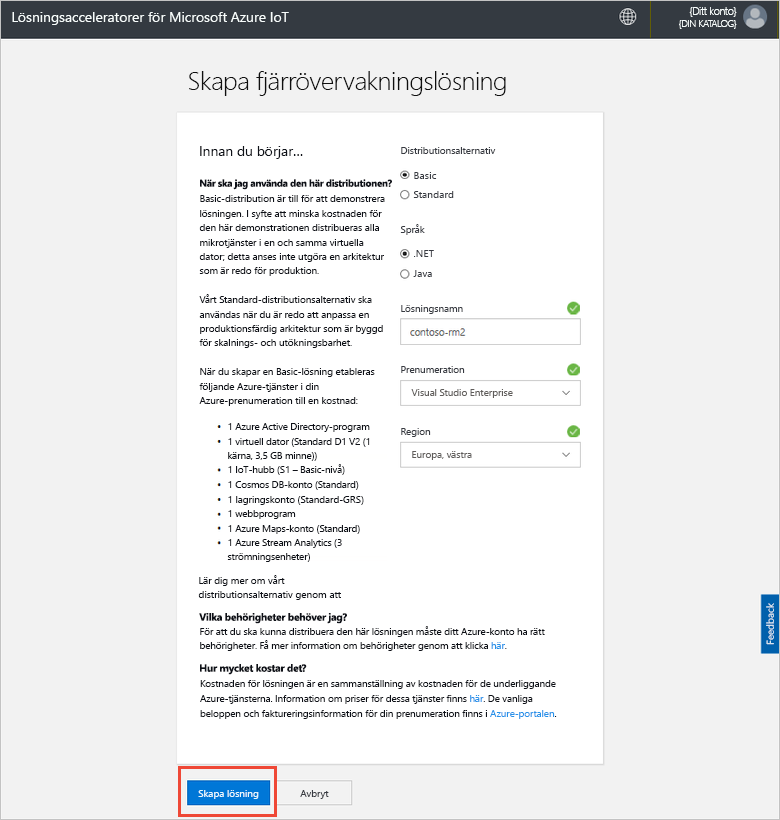 Lösningsacceleratorer för Microsoft Azure IoT
{Ditt konto}
{DIN KATALOG}
Skapa fjärrövervakningslösning
Innan du börjar...
När ska jag använda den här distributionen?
Basic-distribution är till för att demonstrera
lösningen. I syfte att minska kostnaden för
den här demonstrationen distribueras alla
mikrotjänster i en och samma virtuella
dator; detta anses inte utgöra en arkitektur
som är redo för produktion.
Vårt Standard-distributionsalternativ ska
användas när du är redo att anpassa en
produktionsfärdig arkitektur som är byggd
för skalnings- och utökningsbarhet.
När du skapar en Basic-lösning etableras
följande Azure-tjänster i din
Azure-prenumeration till en kostnad:
• 1 Azure Active Directory-program
• 1 virtuell dator (Standard D1 V2 (1
kärna, 3,5 GB minne))
• 1 IoT-hubb (S1 – Basic-nivå)
• 1 Cosmos DB-konto (Standard)
• 1 lagringskonto (Standard-GRS)
• 1 webbprogram
• 1 Azure Maps-konto (Standard)
• 1 Azure Stream Analytics (3
strömningsenheter)
Lär dig mer om vårt
distributionsalternativ genom att
Distributionsalternativ
Basic
Standard
Språk
.NET
Java
Lösningsnamn
contoso-rm2
Prenumeration
Visual Studio Enterprise
Region
Europa, västra
Vilka behörigheter behöver jag?
För att du ska kunna distribuera den här lösningen måste ditt Azure-konto ha rätt
behörigheter. Få mer information om behörigheter genom att klicka här.
Hur mycket kostar det?
Kostnaden för lösningen är en sammanställning av kostnaden för de underliggande
Azure-tjänsterna. Information om priser för dessa tjänster finns här. De vanliga
beloppen och faktureringsinformation för din prenumeration finns i Azure-portalen.
Feedback
Skapa lösning
Avbryt